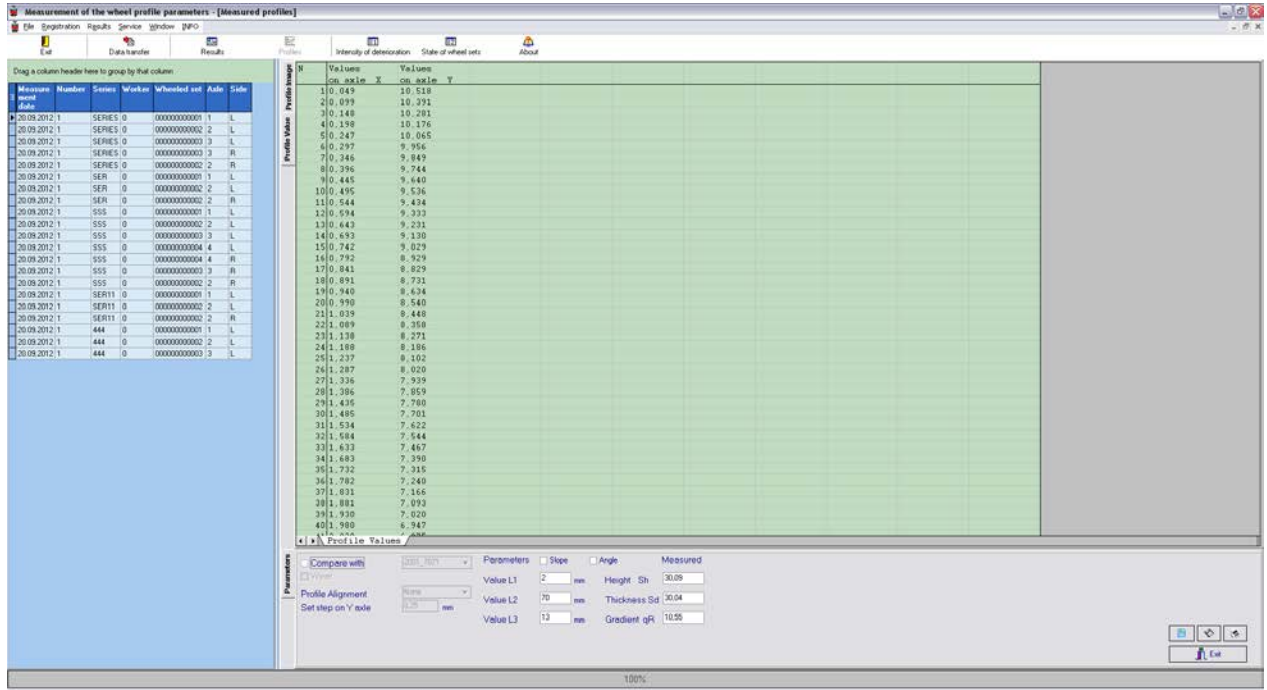 Measurement of the wheel profile parameters - [Measured profiles]
File Registration Results Service Window INFO
Exit Data transfer Results Profiles Intensity of deterioration State of wheel sets About
Drag a column header here to group by that column
Measure ment date Number Series Worker Wheeled set Axle Side
20.09.2012 1 SERIES 0 000000000001 1 L
20.09.2012 1 SERIES 0 000000000002 2 L
20.09.2012 1 SERIES 0 000000000003 3 L
20.09.2012 1 SERIES 0 000000000003 3 R
20.09.2012 1 SERIES 0 000000000002 2 R
20.09.2012 1 SER 0 000000000001 1 L
20.09.2012 1 SER 0 000000000002 2 L
20.09.2012 1 SER 0 000000000002 2 R
20.09.2012 1 SSS 0 000000000001 1 L
20.09.2012 1 SSS 0 000000000002 2 L
20.09.2012 1 SSS 0 000000000003 3 L
20.09.2012 1 SSS 0 000000000004 4 L
20.09.2012 1 SSS 0 000000000004 4 R
20.09.2012 1 SSS 0 000000000003 3 R
20.09.2012 1 SSS 0 000000000002 2 R
20.09.2012 1 SER11 0 000000000001 1 L
20.09.2012 1 SER11 0 000000000002 2 L
20.09.2012 1 SER11 0 000000000002 2 R
20.09.2012 1 444 0 000000000001 1 L
20.09.2012 1 444 0 000000000002 2 L
20.09.2012 1 444 0 000000000003 3 L
Profile Image
Profile Value
N Values Values
on axle X on axle Y
1 0,049 10,518
2 0,099 10,391
3 0,148 10,281
4 0,198 10,176
5 0,247 10,065
6 0,297 9,956
7 0,346 9,849
8 0,396 9,744
9 0,445 9,640
10 0,495 9,536
11 0,544 9,434
12 0,594 9,333
13 0,643 9,231
14 0,693 9,130
15 0,742 9,029
16 0,792 8,929
17 0,841 8,829
18 0,891 8,731
19 0,940 8,634
20 0,990 8,540
21 1,039 8,448
22 1,089 8,358
23 1,138 8,271
24 1,188 8,186
25 1,237 8,102
26 1,287 8,020
27 1,336 7,939
28 1,386 7,859
29 1,435 7,780
30 1,485 7,701
31 1,534 7,622
32 1,584 7,544
33 1,633 7,467
34 1,683 7,390
35 1,732 7,315
36 1,782 7,240
37 1,831 7,166
38 1,881 7,093
39 1,930 7,020
40 1,980 6,947
Profile Values
Parameters
Compare with
Profile Alignment None
Set step on Y axle 0,25 mm
Parameters Slope Angle Measured
Value L1 2 mm Height Sh 30,09
Value L2 70 mm Thickness Sd 30,04
Value L3 13 mm Gradient qR 10,55
Exit
100%